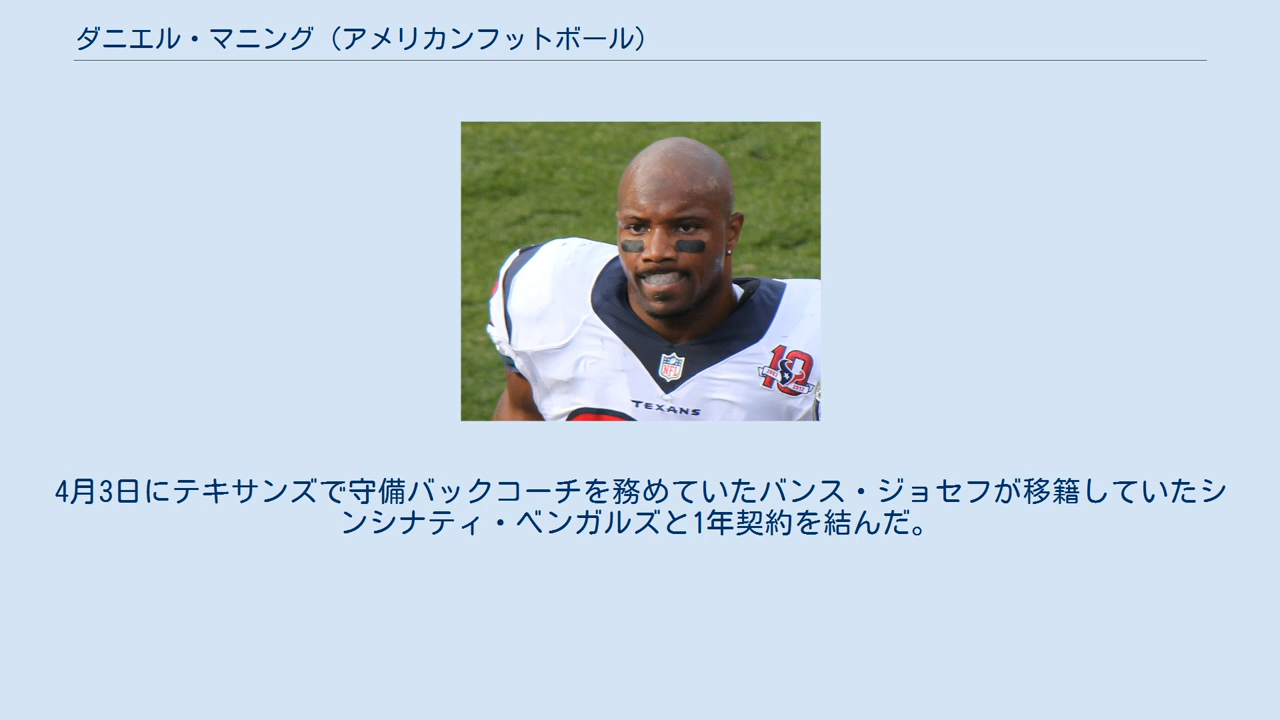 ダニエル・マニング（アメリカンフットボール）
NFL
TEXANS
4月3日にテキサンズで守備バックコーチを務めていたバンス・ジョセフが移籍していたシ
ンシナティ・ベンガルズと1年契約を結んだ。